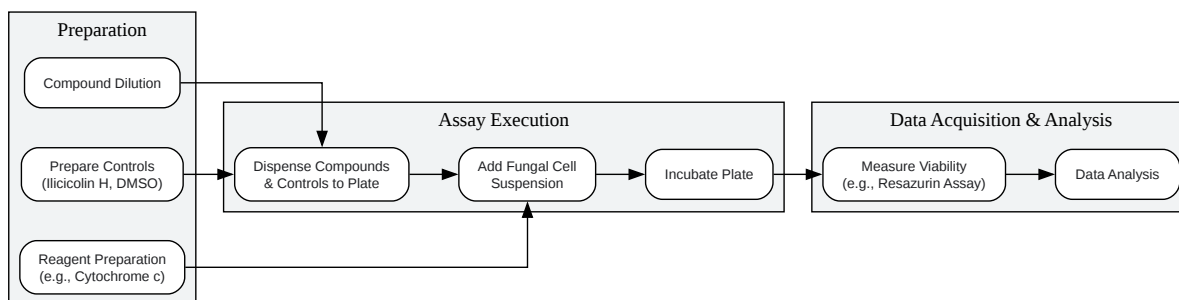 Preparation
Compound Dilution
Prepare Controls
(Ilicicolin H, DMSO)
Reagent Preparation
(e.g., Cytochrome c)
Assay Execution
Dispense Compounds
& Controls to Plate
Add Fungal Cell
Suspension
Incubate Plate
Data Acquisition & Analysis
Measure Viability
(e.g., Resazurin Assay)
Data Analysis